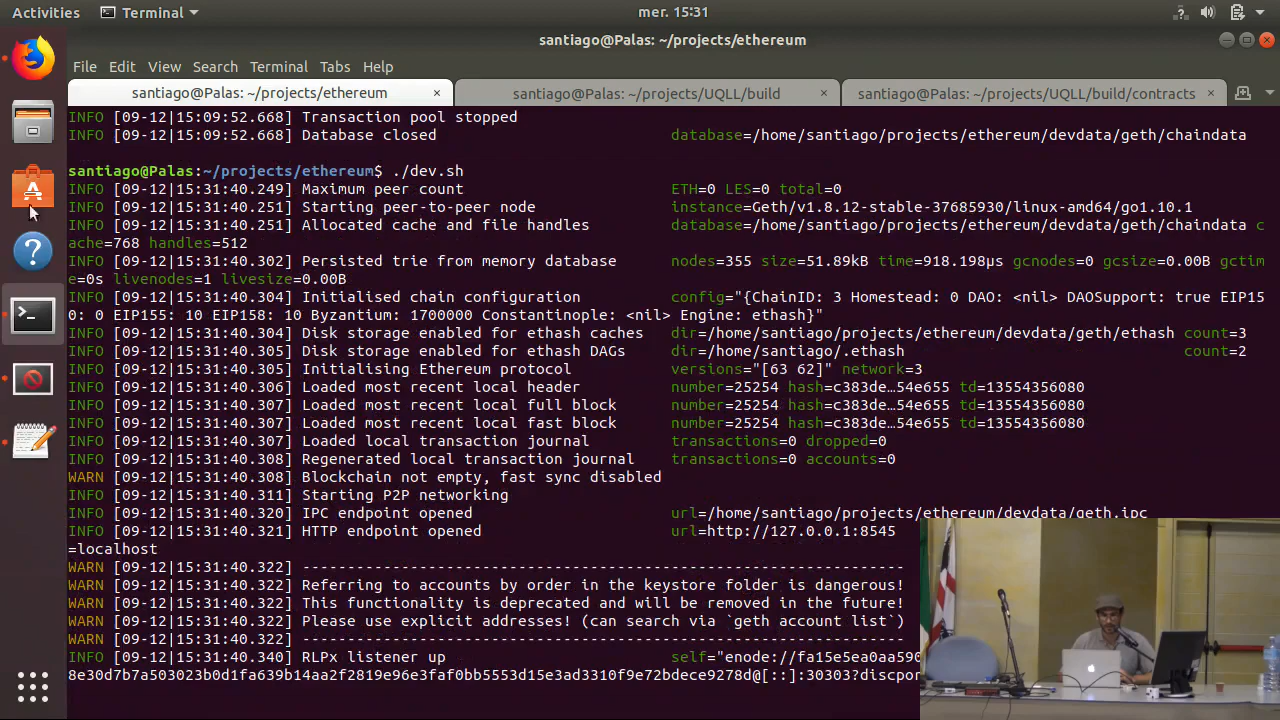 Activities Terminal mer. 15:31
santiago@Palas: ~/projects/ethereum
File Edit View Search Terminal Tabs Help
santiago@Palas: ~/projects/ethereum × santiago@Palas: ~/projects/UQLL/build × santiago@Palas: ~/projects/UQLL/build/contracts ×
INFO [09-12|15:09:52.668] Transaction pool stopped
INFO [09-12|15:09:52.668] Database closed database=/home/santiago/projects/ethereum/devdata/geth/chaindata
santiago@Palas:~/projects/ethereum$ ./dev.sh
INFO [09-12|15:31:40.249] Maximum peer count ETH=0 LES=0 total=0
INFO [09-12|15:31:40.251] Starting peer-to-peer node instance=Geth/v1.8.12-stable-37685930/linux-amd64/go1.10.1
INFO [09-12|15:31:40.251] Allocated cache and file handles database=/home/santiago/projects/ethereum/devdata/geth/chaindata c
ache=768 handles=512
INFO [09-12|15:31:40.302] Persisted trie from memory database nodes=355 size=51.89kB time=918.198µs gcnodes=0 gcsize=0.00B gctim
e=0s livenodes=1 livesize=0.00B
INFO [09-12|15:31:40.304] Initialised chain configuration config="{ChainID: 3 Homestead: 0 DAO: <nil> DAOSupport: true EIP15
0: 0 EIP155: 10 EIP158: 10 Byzantium: 1700000 Constantinople: <nil> Engine: ethash}"
INFO [09-12|15:31:40.304] Disk storage enabled for ethash caches dir=/home/santiago/projects/ethereum/devdata/geth/ethash count=3
INFO [09-12|15:31:40.305] Disk storage enabled for ethash DAGs dir=/home/santiago/.ethash count=2
INFO [09-12|15:31:40.305] Initialising Ethereum protocol versions="[63 62]" network=3
INFO [09-12|15:31:40.306] Loaded most recent local header number=25254 hash=c383de…54e655 td=13554356080
INFO [09-12|15:31:40.307] Loaded most recent local full block number=25254 hash=c383de…54e655 td=13554356080
INFO [09-12|15:31:40.307] Loaded most recent local fast block number=25254 hash=c383de…54e655 td=13554356080
INFO [09-12|15:31:40.307] Loaded local transaction journal transactions=0 dropped=0
INFO [09-12|15:31:40.308] Regenerated local transaction journal transactions=0 accounts=0
WARN [09-12|15:31:40.308] Blockchain not empty, fast sync disabled
INFO [09-12|15:31:40.311] Starting P2P networking
INFO [09-12|15:31:40.320] IPC endpoint opened url=/home/santiago/projects/ethereum/devdata/geth.ipc
INFO [09-12|15:31:40.321] HTTP endpoint opened url=http://127.0.0.1:8545
=localhost
WARN [09-12|15:31:40.322] -------------------------------------------------------------------
WARN [09-12|15:31:40.322] Referring to accounts by order in the keystore folder is dangerous!
WARN [09-12|15:31:40.322] This functionality is deprecated and will be removed in the future!
WARN [09-12|15:31:40.322] Please use explicit addresses! (can search via `geth account list`)
WARN [09-12|15:31:40.322] -------------------------------------------------------------------
INFO [09-12|15:31:40.340] RLPx listener up self="enode://fa15e5ea0aa590
8e30d7b7a503023b0d1fa639b14aa2f2819e96e3faf0bb5553d15e3ad3310f9e72bdece9278d@[::]:30303?discpor